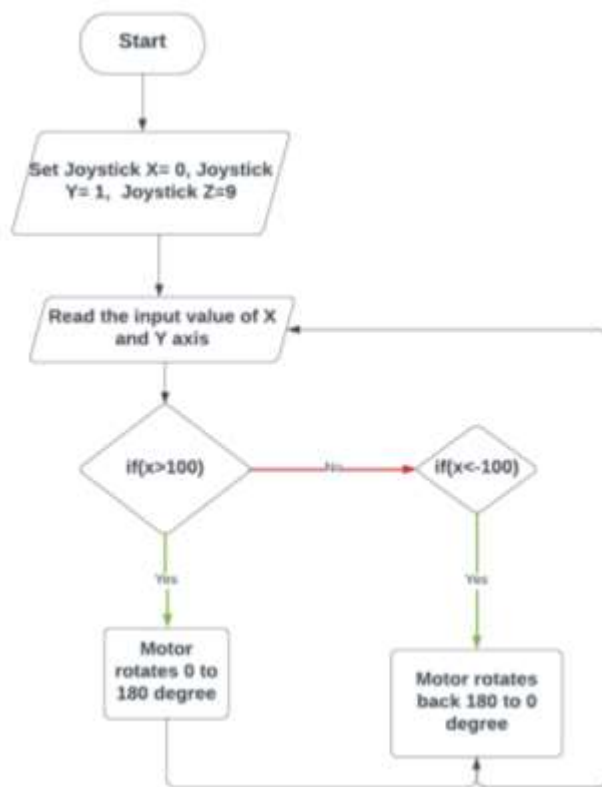 Start
Set Joystick X= 0, Joystick
Y= 1,  Joystick Z=9
Read the input value of X
and Y axis
if(x>100)
No
if(x<-100)
Yes
Yes
Motor
rotates 0 to
180 degree
Motor rotates
back 180 to 0
degree